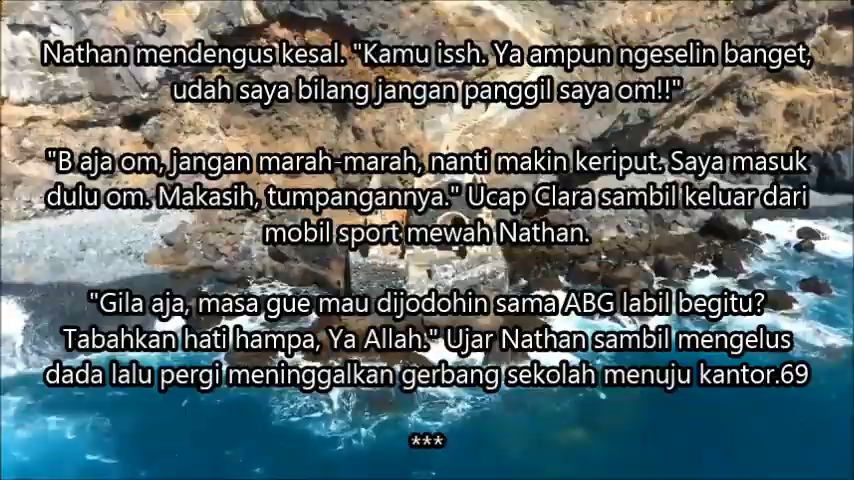 Nathan mendengus kesal. "Kamu issh. Ya ampun ngeselin banget,
udah saya bilang jangan panggil saya om!!"
"B aja om, jangan marah-marah, nanti makin keriput. Saya masuk
dulu om. Makasih, tumpangannya." Ucap Clara sambil keluar dari
mobil sport mewah Nathan.
"Gila aja, masa gue mau dijodohin sama ABG labil begitu?
Tabahkan hati hampa, Ya Allah." Ujar Nathan sambil mengelus
dada lalu pergi meninggalkan gerbang sekolah menuju kantor.69
***